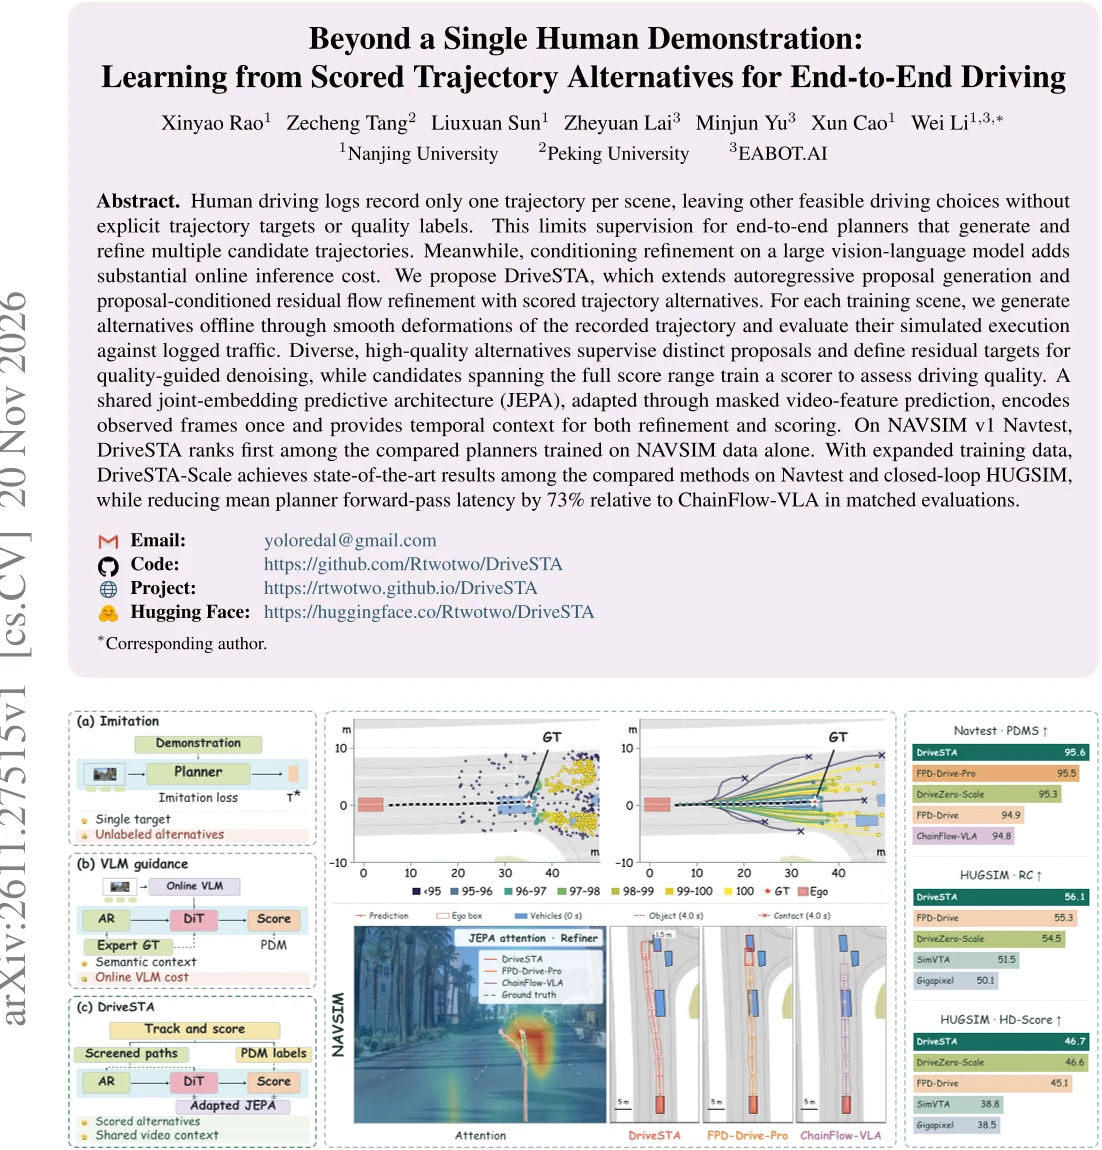 Beyond a Single Human Demonstration:
Learning from Scored Trajectory Alternatives for End-to-End Driving
Xinyao Rao1 Zecheng Tang2 Liuxuan Sun1 Zheyuan Lai3 Minjun Yu3 Xun Cao1 Wei Li1,3,*
1Nanjing University 2Peking University 3EABOT.AI
Abstract. Human driving logs record only one trajectory per scene, leaving other feasible driving choices without
explicit trajectory targets or quality labels. This limits supervision for end-to-end planners that generate and
refine multiple candidate trajectories. Meanwhile, conditioning refinement on a large vision-language model adds
substantial online inference cost. We propose DriveSTA, which extends autoregressive proposal generation and
proposal-conditioned residual flow refinement with scored trajectory alternatives. For each training scene, we generate
alternatives offline through smooth deformations of the recorded trajectory and evaluate their simulated execution
against logged traffic. Diverse, high-quality alternatives supervise distinct proposals and define residual targets for
quality-guided denoising, while candidates spanning the full score range train a scorer to assess driving quality. A
shared joint-embedding predictive architecture (JEPA), adapted through masked video-feature prediction, encodes
observed frames once and provides temporal context for both refinement and scoring. On NAVSIM v1 Navtest,
DriveSTA ranks first among the compared planners trained on NAVSIM data alone. With expanded training data,
DriveSTA-Scale achieves state-of-the-art results among the compared methods on Navtest and closed-loop HUGSIM,
while reducing mean planner forward-pass latency by 73% relative to ChainFlow-VLA in matched evaluations.
Email: yoloredal@gmail.com
Code: https://github.com/Rtwotwo/DriveSTA
Project: https://rtwotwo.github.io/DriveSTA
Hugging Face: https://huggingface.co/Rtwotwo/DriveSTA
*Corresponding author.
arXiv:2611.27515v1 [cs.CV] 20 Nov 2026
(a) Imitation
Demonstration
Planner
Imitation loss τ*
Single target
Unlabeled alternatives
(b) VLM guidance
Online VLM
AR DiT Score
Expert GT PDM
Semantic context
Online VLM cost
(c) DriveSTA
Track and score
Screened paths PDM labels
AR DiT Score
Adapted JEPA
Scored alternatives
Shared video context
m
10
0
-10
GT
m
0 10 20 30 40
m
10
0
-10
GT
m
0 20 40
<95 95-96 96-97 97-98 98-99 99-100 100 GT Ego
Prediction Ego box Vehicles (0 s) Object (4.0 s) Contact (4.0 s)
NAVSIM
JEPA attention · Refiner
DriveSTA
FPD-Drive-Pro
ChainFlow-VLA
Ground truth
1.5 m
5 m 5 m 5 m
Attention DriveSTA FPD-Drive-Pro ChainFlow-VLA
Navtest · PDMS ↑
DriveSTA 95.6
FPD-Drive-Pro 95.5
DriveZero-Scale 95.3
FPD-Drive 94.9
ChainFlow-VLA 94.8
HUGSIM · RC ↑
DriveSTA 56.1
FPD-Drive 55.3
DriveZero-Scale 54.5
SimVTA 51.5
Gigapixel 50.1
HUGSIM · HD-Score ↑
DriveSTA 46.7
DriveZero-Scale 46.6
FPD-Drive 45.1
SimVTA 38.8
Gigapixel 38.5